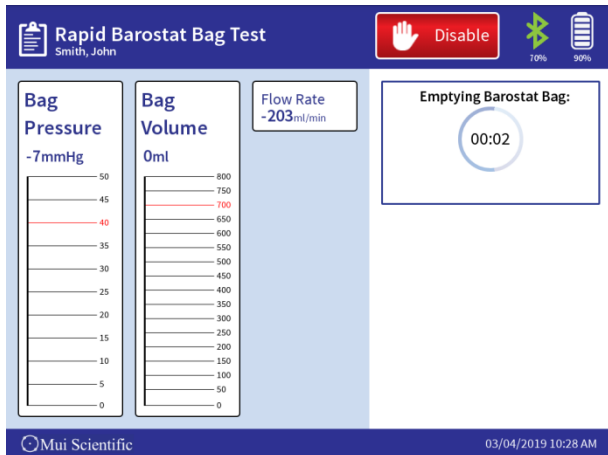 Rapid Barostat Bag Test
Smith, John
Disable
70%
90%
Bag
Pressure
-7mmHg
50
45
40
35
30
25
20
15
10
5
0
Bag
Volume
0ml
800
750
700
650
600
550
500
450
400
350
300
250
200
150
100
50
0
Flow Rate
-203ml/min
Emptying Barostat Bag:
00:02
Mui Scientific
03/04/2019 10:28 AM